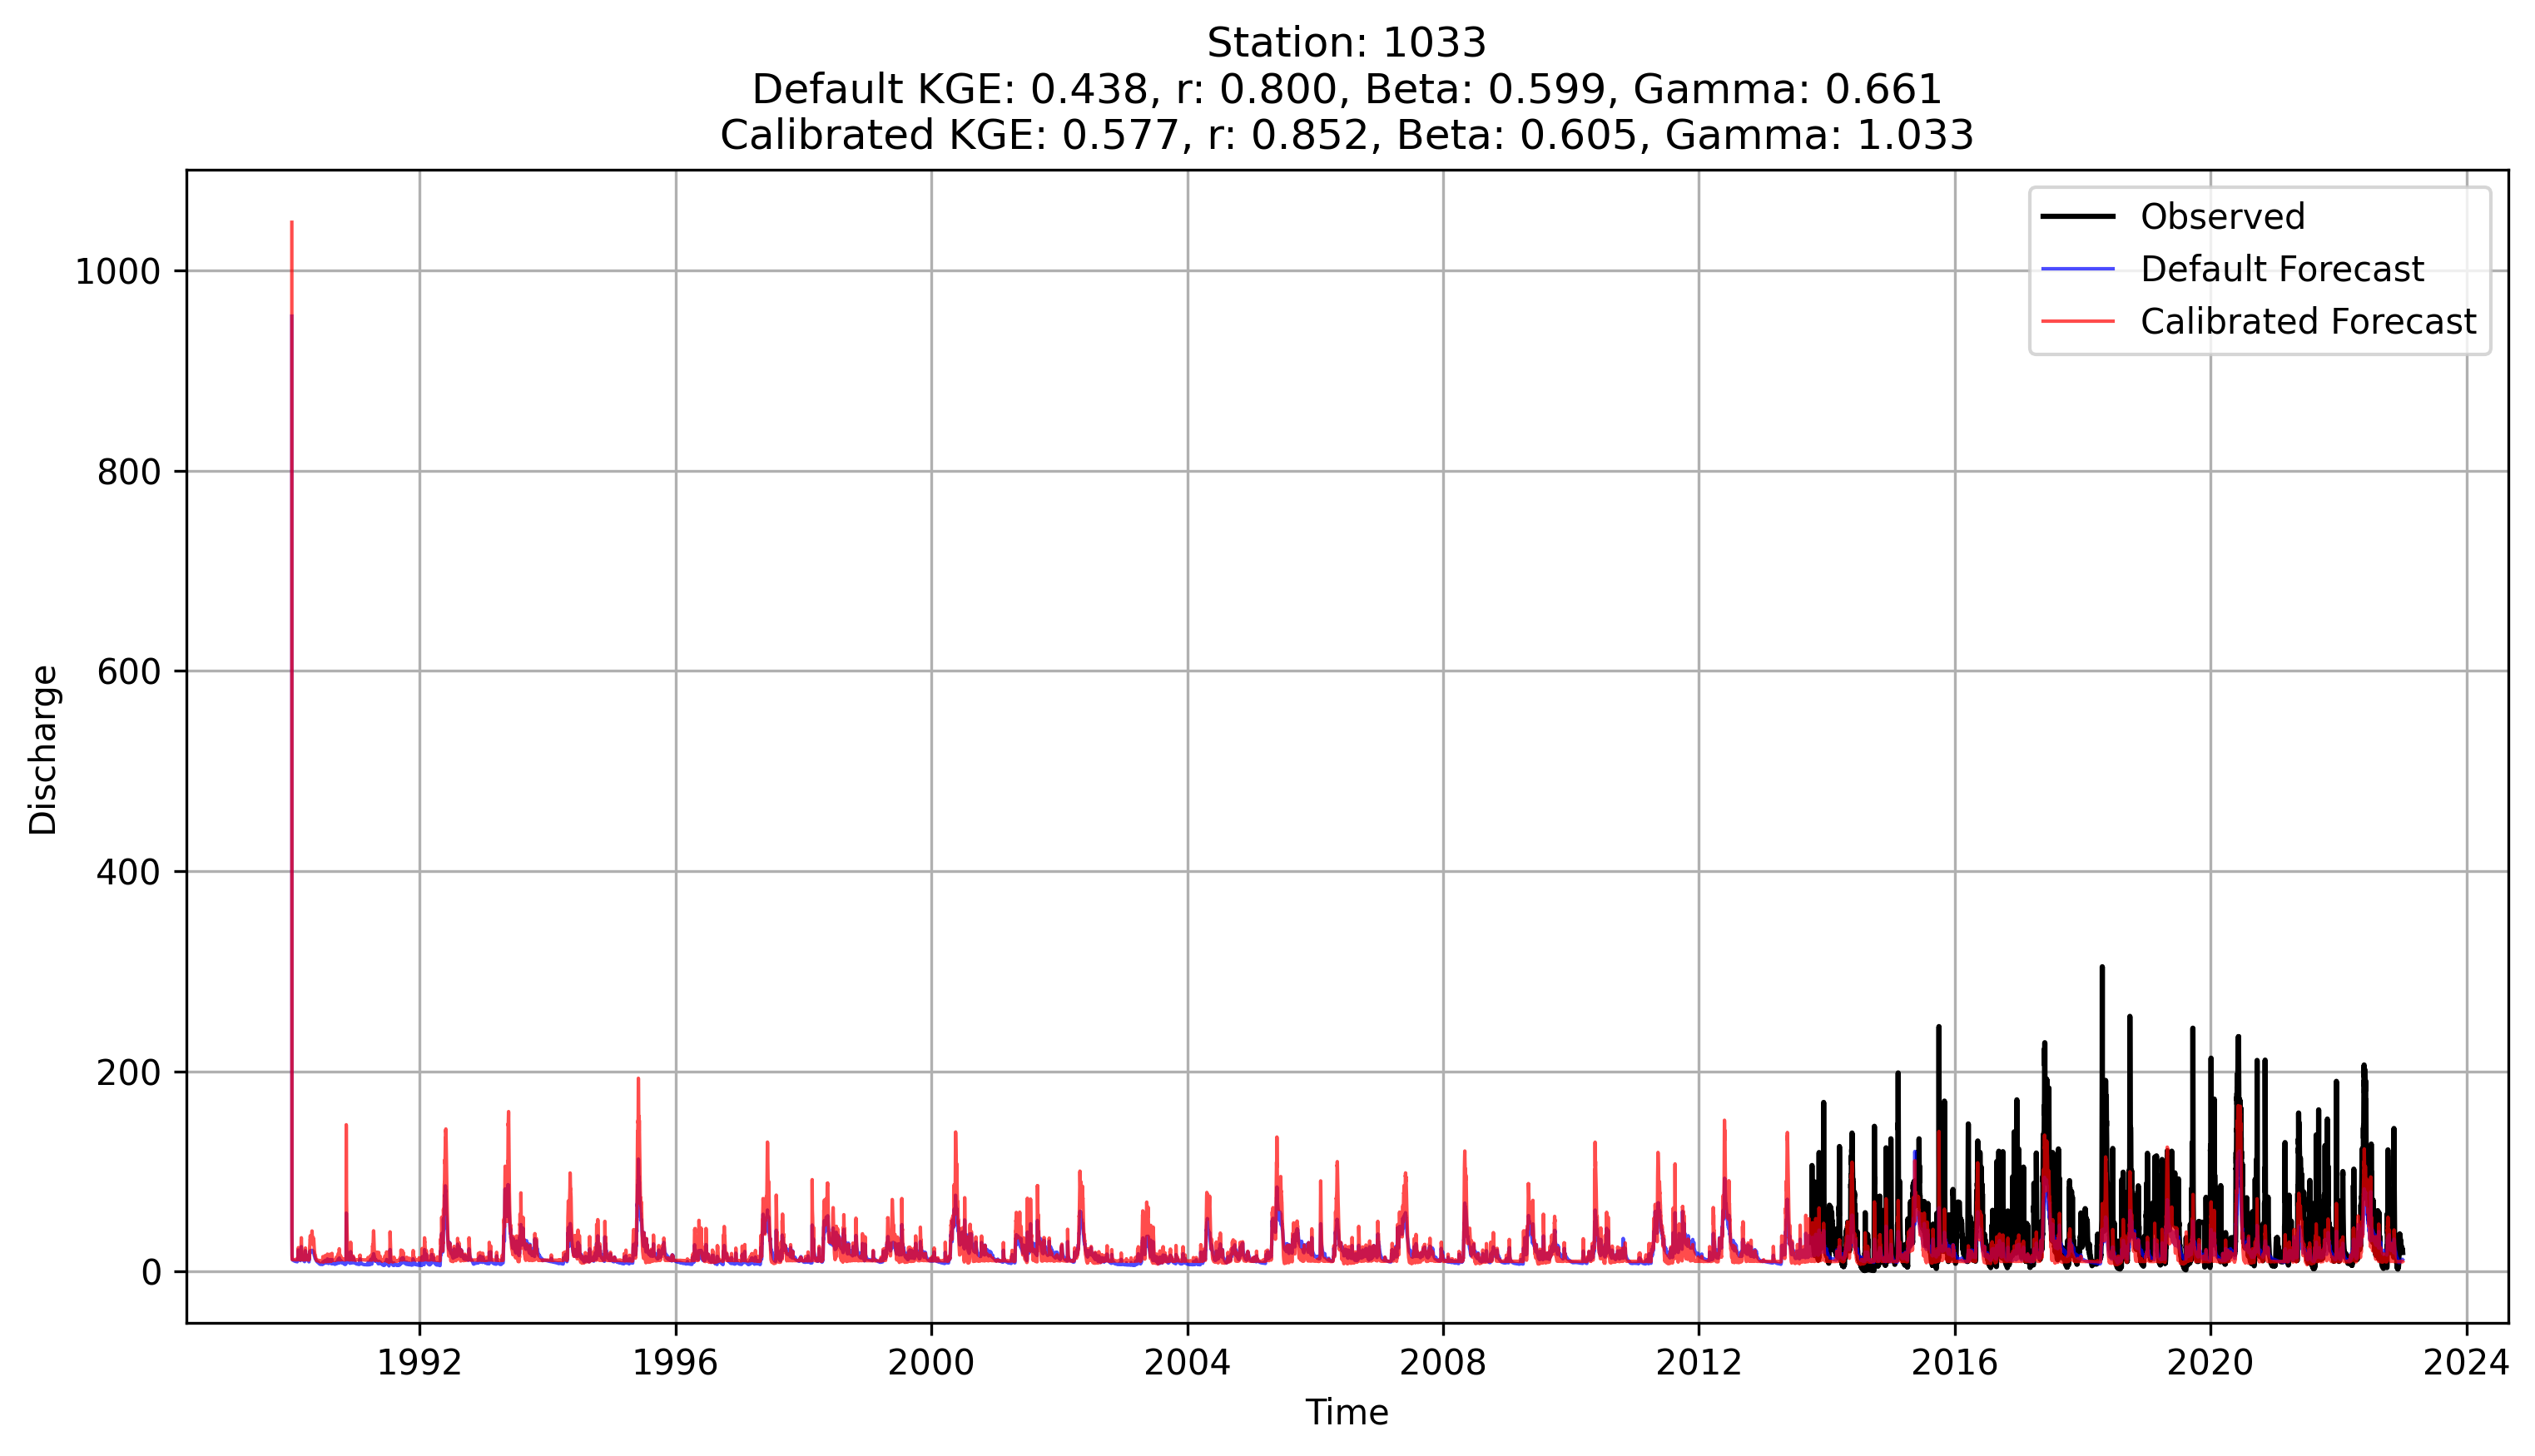 Station: 1033
Default KGE: 0.438, r: 0.800, Beta: 0.599, Gamma: 0.661
Calibrated KGE: 0.577, r: 0.852, Beta: 0.605, Gamma: 1.033
Observed
Default Forecast
Calibrated Forecast
1000
800
600
400
200
0
Discharge
1992
1996
2000
2004
2008
2012
2016
2020
2024
Time